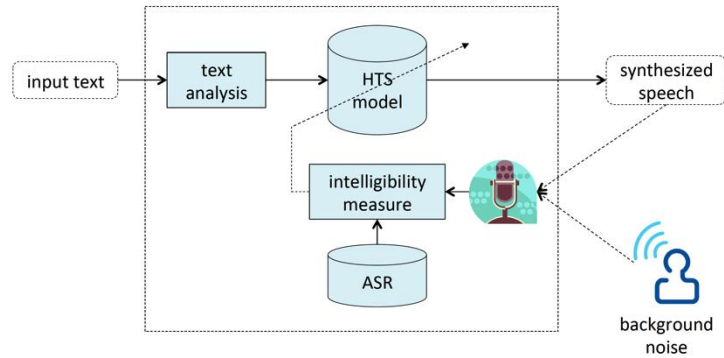 input text
text
analysis
HTS
model
synthesized
speech
intelligibility
measure
ASR
background
noise